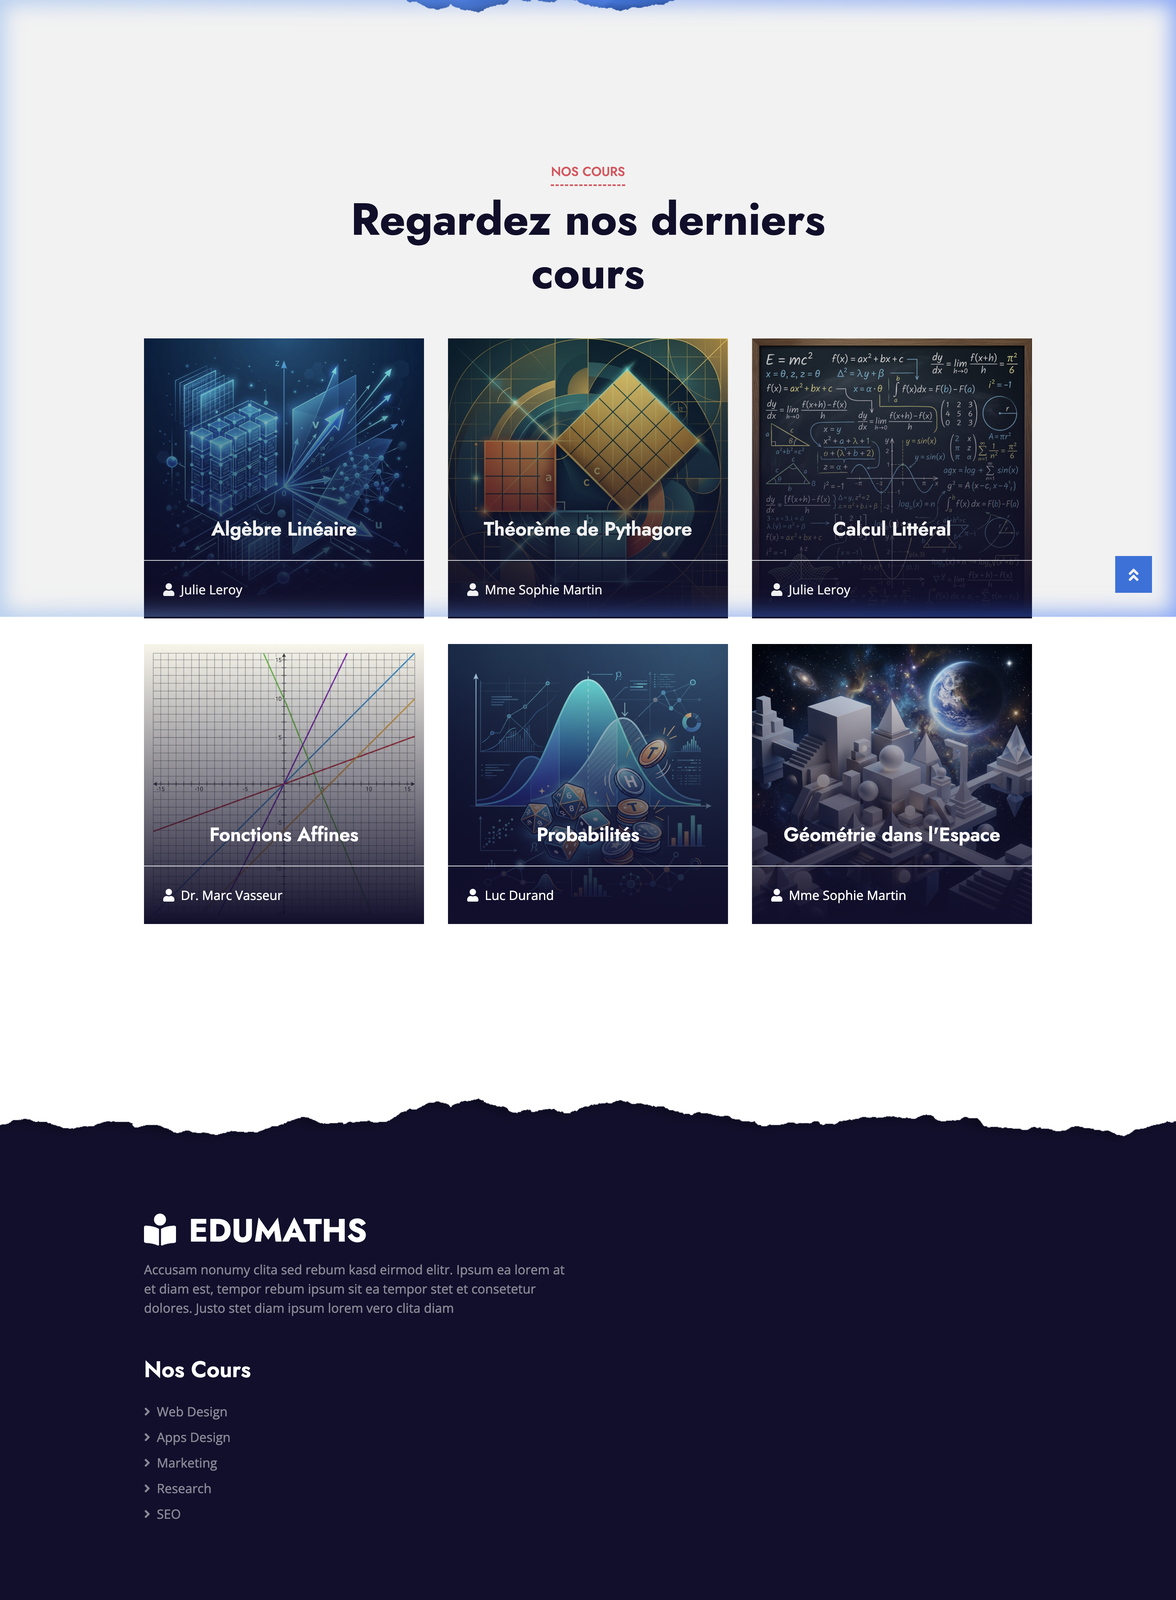 NOS COURS
Regardez nos derniers
cours
E = mc²
f(x) = ax² + bx + c
Algèbre Linéaire
Théorème de Pythagore
Calcul Littéral
Julie Leroy
Mme Sophie Martin
Julie Leroy
Fonctions Affines
Probabilités
Géométrie dans l'Espace
Dr. Marc Vasseur
Luc Durand
Mme Sophie Martin
EDUMATHS
Accusam nonumy clita sed rebum kasd eirmod elitr. Ipsum ea lorem at
et diam est, tempor rebum ipsum sit ea tempor stet et consetetur
dolores. Justo stet diam ipsum lorem vero clita diam
Nos Cours
Web Design
Apps Design
Marketing
Research
SEO